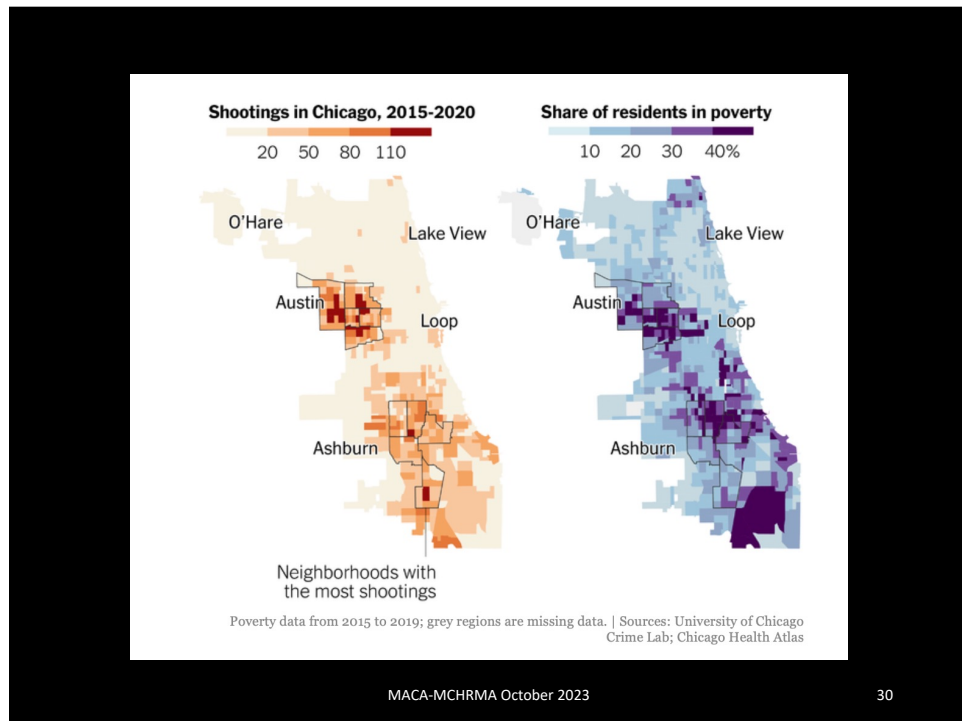 Shootings in Chicago, 2015-2020
20 50 80 110
O'Hare
Lake View
Austin
Loop
Ashburn
Neighborhoods with
the most shootings
Share of residents in poverty
10 20 30 40%
O'Hare
Lake View
Austin
Loop
Ashburn
Poverty data from 2015 to 2019; grey regions are missing data. | Sources: University of Chicago
Crime Lab; Chicago Health Atlas
MACA-MCHRMA October 2023
30